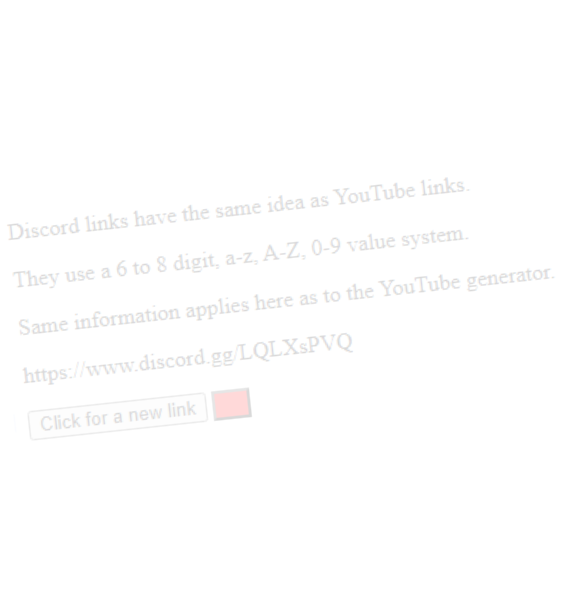 Discord links have the same idea as YouTube links.
They use a 6 to 8 digit, a-z, A-Z, 0-9 value system.
Same information applies here as to the YouTube generator.
https://www.discord.gg/LQLXsPVQ
Click for a new link